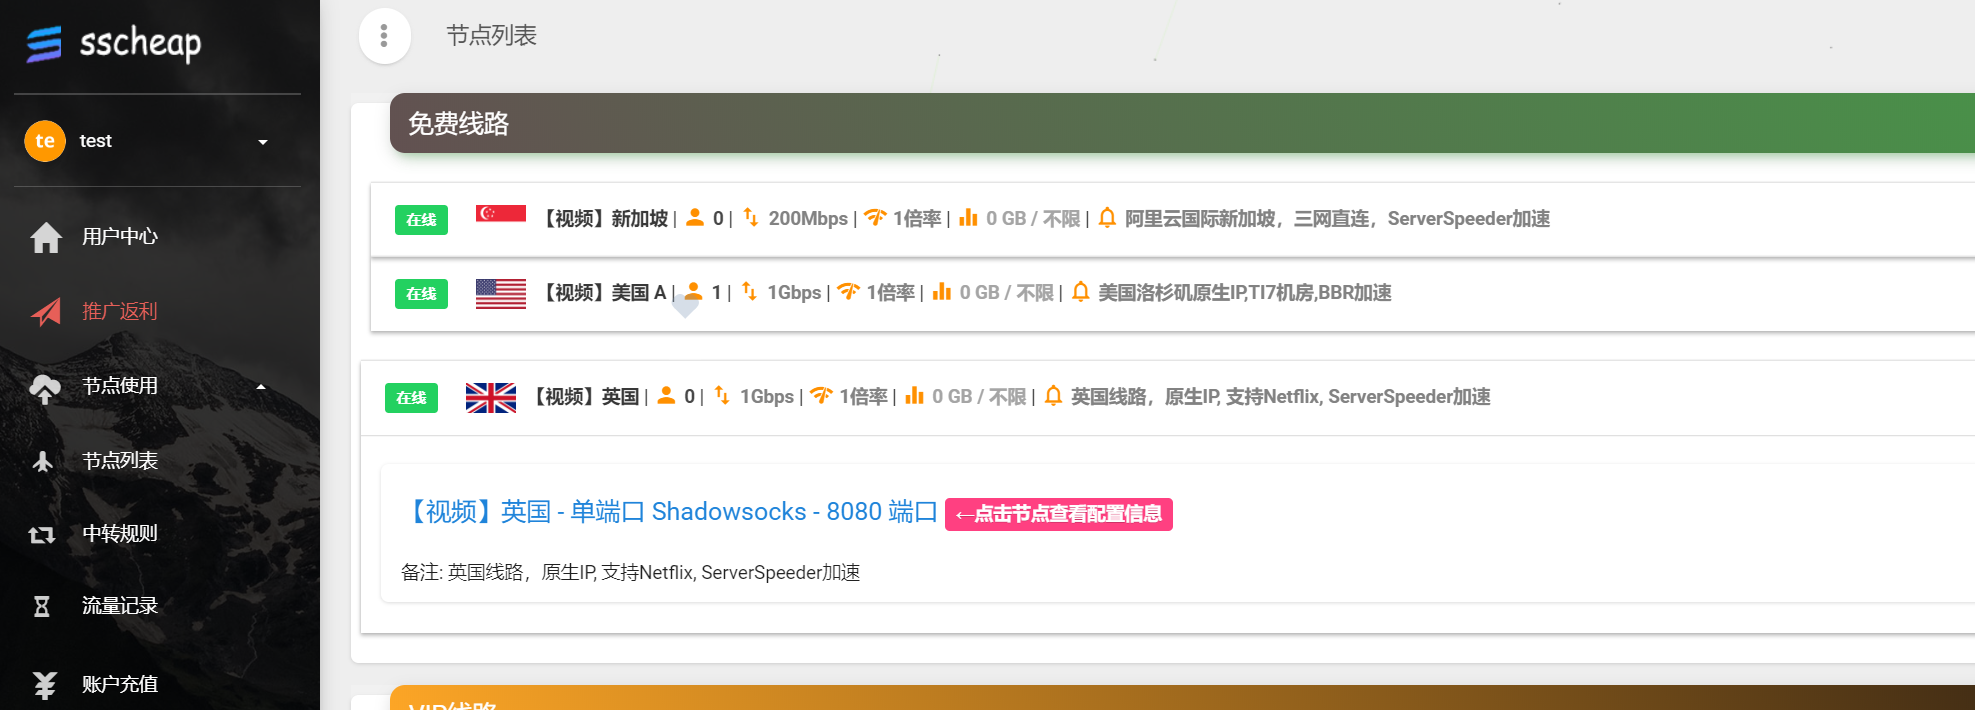 sscheap
节点列表
免费线路
te test
用户中心
推广返利
节点使用
节点列表
中转规则
流量记录
账户充值
在线 【视频】新加坡 | 0 | 200Mbps | 1倍率 | 0 GB / 不限 | 阿里云国际新加坡，三网直连，ServerSpeeder加速
在线 【视频】美国 A | 1 | 1Gbps | 1倍率 | 0 GB / 不限 | 美国洛杉矶原生IP,TI7机房,BBR加速
在线 【视频】英国 | 0 | 1Gbps | 1倍率 | 0 GB / 不限 | 英国线路，原生IP, 支持Netflix, ServerSpeeder加速
【视频】英国 - 单端口 Shadowsocks - 8080 端口 ←点击节点查看配置信息
备注: 英国线路，原生IP, 支持Netflix, ServerSpeeder加速
VIP线路